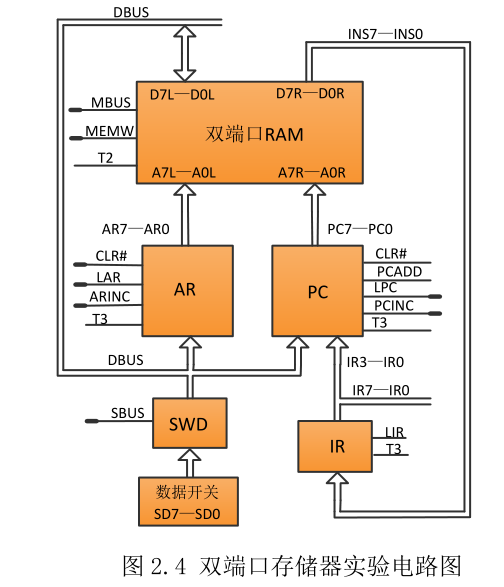 DBUS
INS7—INS0
D7L—D0L
D7R—D0R
MBUS
双端口RAM
MEMW
T2
A7L—A0L
A7R—A0R
AR7—AR0
PC7—PC0
CLR#
CLR#
LAR
AR
PC
PCADD
LPC
ARINC
PCINC
T3
T3
DBUS
IR3—IR0
IR7—IR0
SBUS
SWD
LIR
IR
T3
数据开关
SD7—SD0
图 2.4 双端口存储器实验电路图